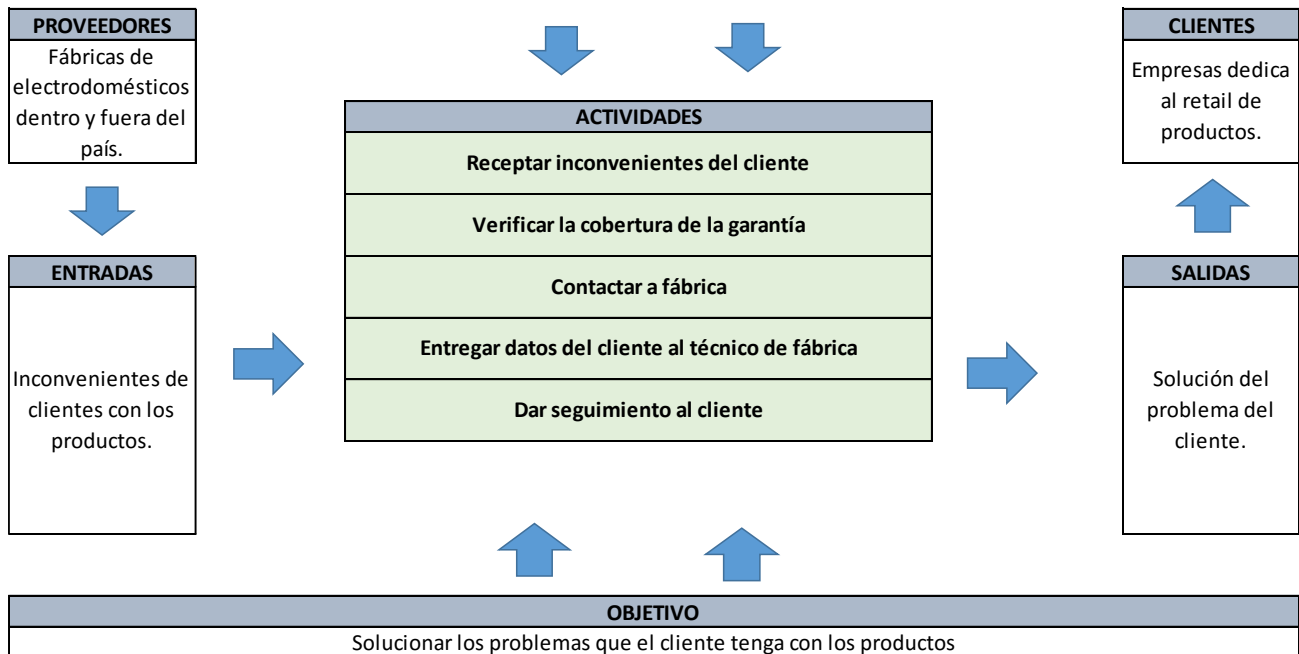 PROVEEDORES
Fábricas de
electrodomésticos
dentro y fuera del
país.
CLIENTES
Empresas dedica
al retail de
productos.
ACTIVIDADES
Receptar inconvenientes del cliente
Verificar la cobertura de la garantía
Contactar a fábrica
Entregar datos del cliente al técnico de fábrica
Dar seguimiento al cliente
ENTRADAS
Inconvenientes de
clientes con los
productos.
SALIDAS
Solución del
problema del
cliente.
OBJETIVO
Solucionar los problemas que el cliente tenga con los productos